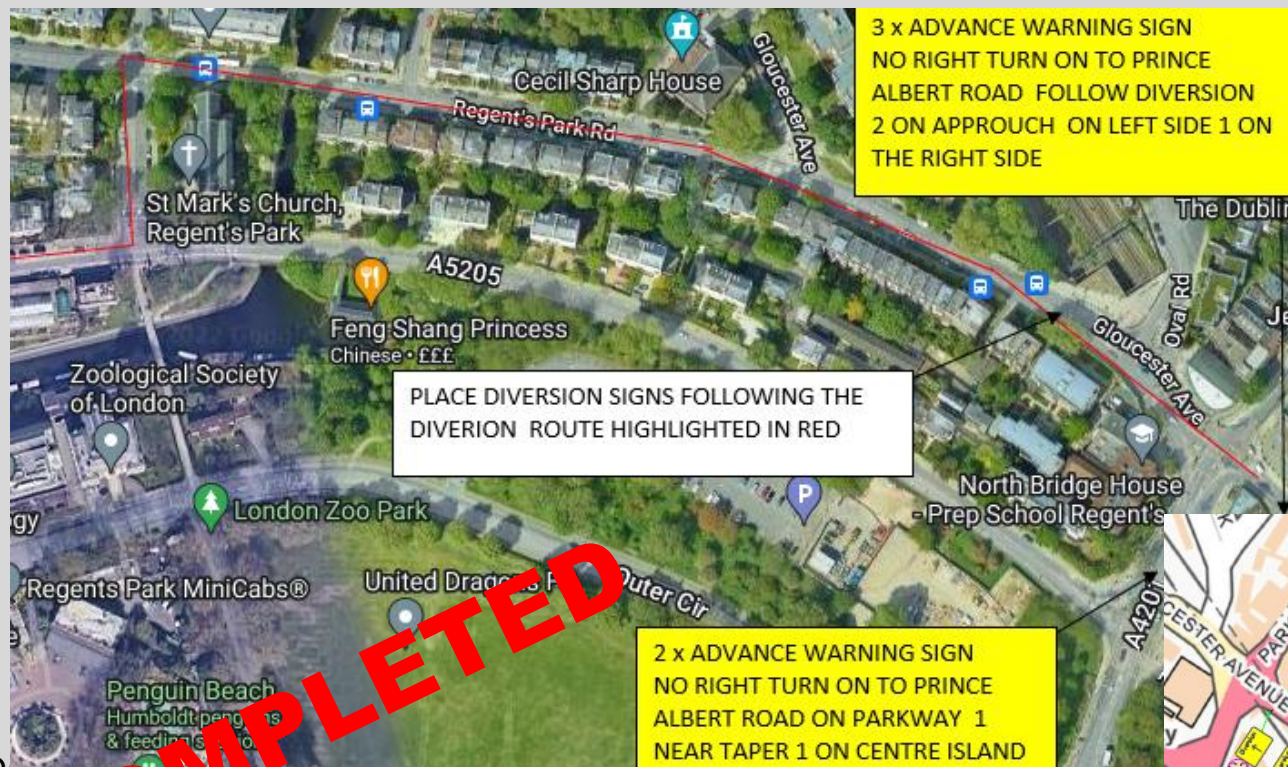 3 x ADVANCE WARNING SIGN
NO RIGHT TURN ON TO PRINCE
ALBERT ROAD FOLLOW DIVERSION
2 ON APPROUCH ON LEFT SIDE 1 ON
THE RIGHT SIDE
Cecil Sharp House
Gloucester Ave
Regent's Park Rd
St Mark's Church,
Regent's Park
The Dublin
A5205
Feng Shang Princess
Chinese • £££
Oval Rd
Gloucester Ave
Zoological Society
of London
PLACE DIVERSION SIGNS FOLLOWING THE
DIVERION ROUTE HIGHLIGHTED IN RED
P
North Bridge House
- Prep School Regent's
London Zoo Park
Regents Park MiniCabs®
United Dragons F
Outer Cir
A4201
COMPLETED
2 x ADVANCE WARNING SIGN
NO RIGHT TURN ON TO PRINCE
ALBERT ROAD ON PARKWAY 1
NEAR TAPER 1 ON CENTRE ISLAND
Penguin Beach
Humboldt penguins
& feeding